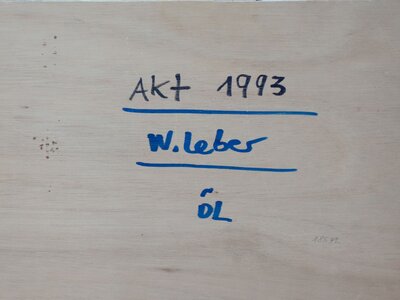 Akt 1993
W. Leber
ÖL